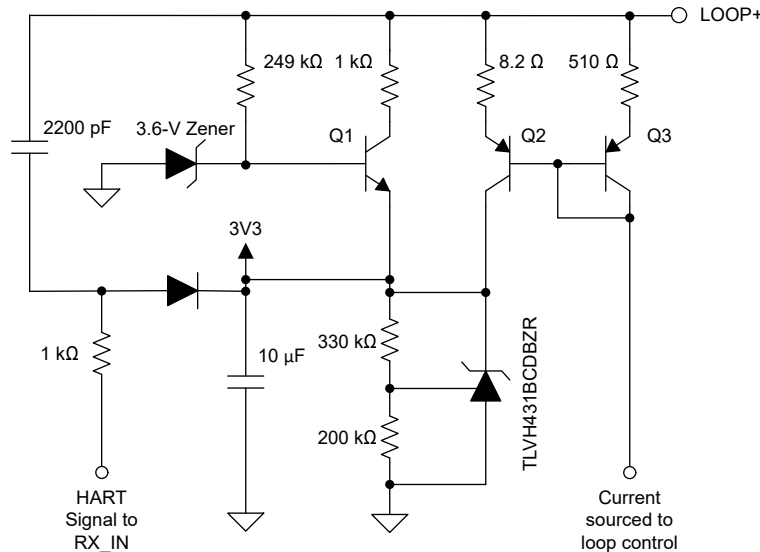 LOOP+
249 kΩ
1 kΩ
8.2 Ω
510 Ω
2200 pF
3.6-V Zener
Q1
Q2
Q3
3V3
1 kΩ
10 µF
330 kΩ
200 kΩ
TLVH431BCDBZR
HART
Signal to
RX_IN
Current
sourced to
loop control